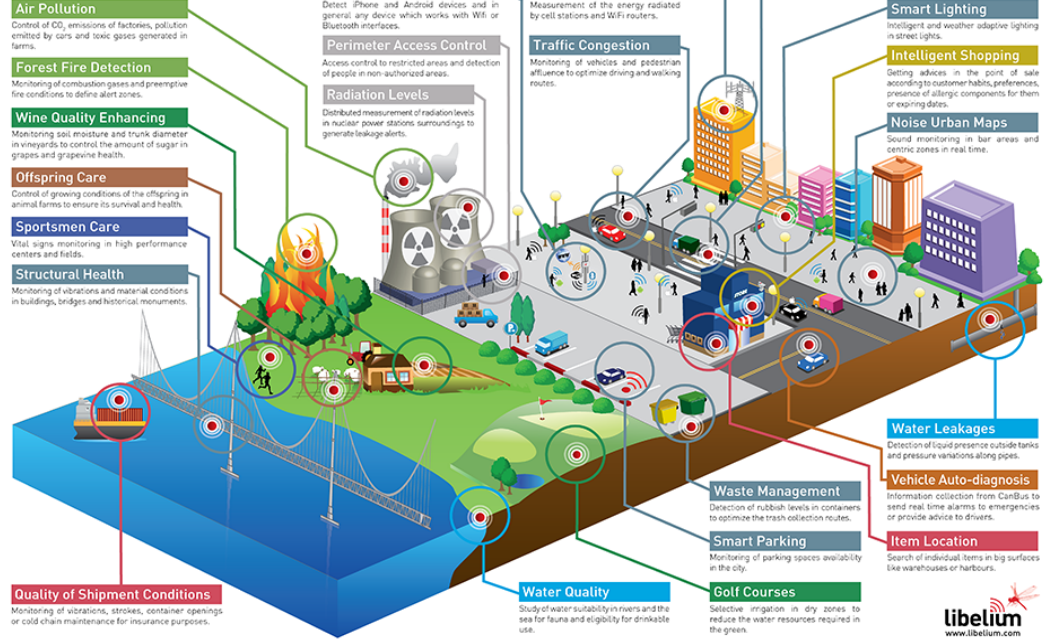 Air Pollution
Control of CO₂ emissions of factories, pollution
emitted by cars and toxic gases generated in
farms.
Forest Fire Detection
Monitoring of combustion gases and preemptive
fire conditions to define alert zones.
Wine Quality Enhancing
Monitoring soil moisture and trunk diameter
in vineyards to control the amount of sugar in
grapes and grapevine health.
Offspring Care
Control of growing conditions of the offspring in
animal farms to ensure its survival and health.
Sportsmen Care
Vital signs monitoring in high performance
centers and fields.
Structural Health
Monitoring of vibrations and material conditions
in buildings, bridges and historical monuments.
Detect iPhone and Android devices and in
general any device which works with Wifi or
Bluetooth interfaces.
Perimeter Access Control
Access control to restricted areas and detection
of people in non-authorized areas.
Radiation Levels
Distributed measurement of radiation levels
in nuclear power stations surroundings to
generate leakage alerts.
Measurement of the energy radiated
by cell stations and WiFi routers.
Traffic Congestion
Monitoring of vehicles and pedestrian
affluence to optimize driving and walking
routes.
Smart Lighting
Intelligent and weather adaptive lighting
in street lights.
Intelligent Shopping
Getting advices in the point of sale
according to customer habits, preferences,
presence of allergic components for them
or expiring dates.
Noise Urban Maps
Sound monitoring in bar areas and
centric zones in real time.
P
Water Leakages
Detection of liquid presence outside tanks
and pressure variations along pipes.
Vehicle Auto-diagnosis
Information collection from CanBus to
send real time alarms to emergencies
or provide advice to drivers.
Item Location
Search of individual items in big surfaces
like warehouses or harbours.
Waste Management
Detection of rubbish levels in containers
to optimize the trash collection routes.
Smart Parking
Monitoring of parking spaces availability
in the city.
Golf Courses
Selective irrigation in dry zones to
reduce the water resources required in
the green.
Water Quality
Study of water suitability in rivers and the
sea for fauna and eligibility for drinkable
use.
Quality of Shipment Conditions
Monitoring of vibrations, strokes, container openings
or cold chain maintenance for insurance purposes.
libelium
www.libelium.com